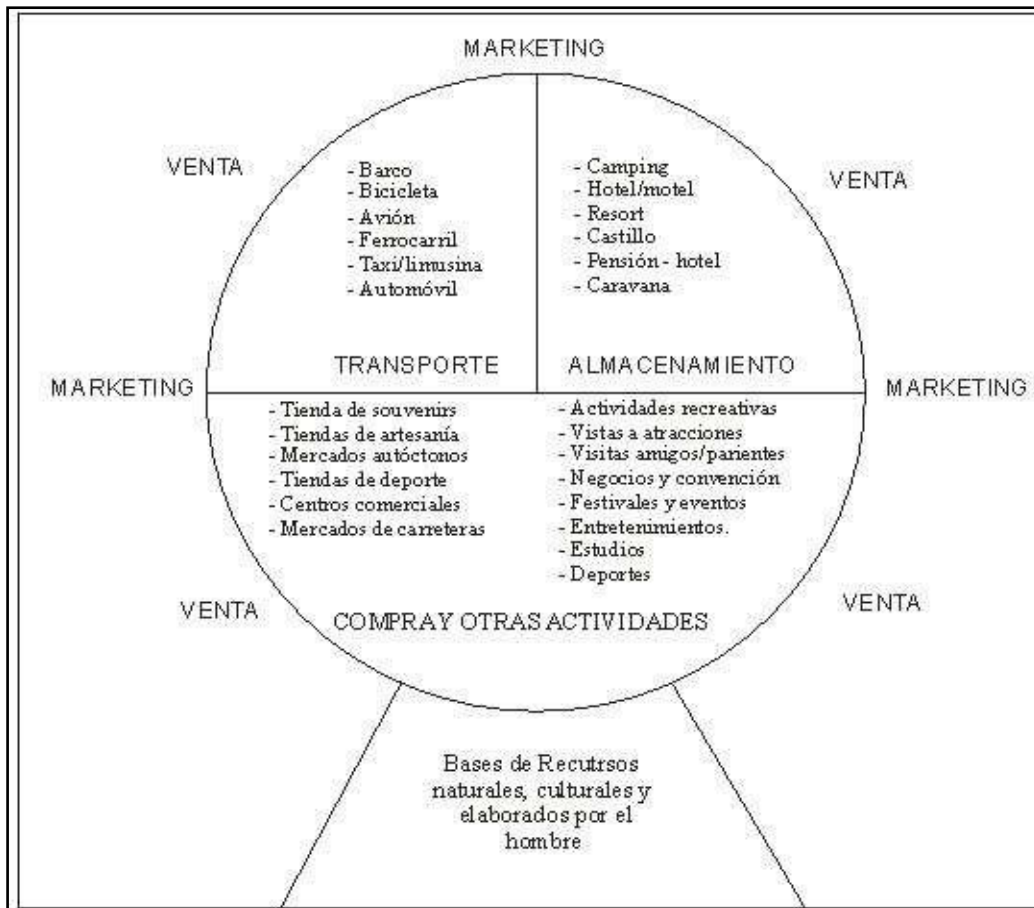 MARKETING
VENTA
VENTA
- Barco
- Bicicleta
- Avión
- Ferrocarril
- Taxi/limusina
- Automóvil
TRANSPORTE
- Camping
- Hotel/motel
- Resort
- Castillo
- Pensión - hotel
- Caravana
ALMACENAMIENTO
MARKETING
MARKETING
- Tienda de souvenirs
- Tiendas de artesanía
- Mercados autóctonos
- Tiendas de deporte
- Centros comerciales
- Mercados de carreteras
- Actividades recreativas
- Vistas a atracciones
- Visitas amigos/parientes
- Negocios y convención
- Festivales y eventos
- Entretenimientos.
- Estudios
- Deportes
VENTA
VENTA
COMPRA Y OTRAS ACTIVIDADES
Bases de Recutrsos
naturales, culturales y
elaborados por el
hombre